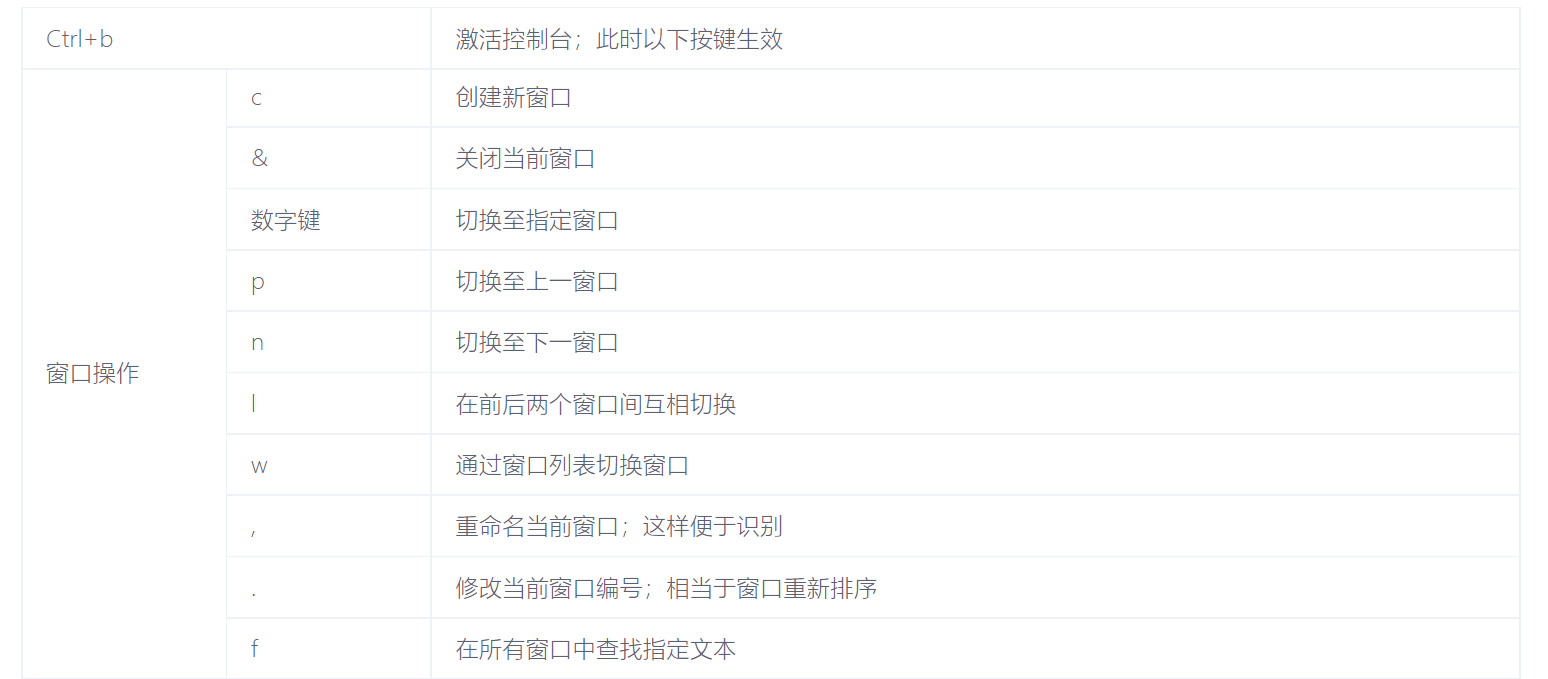 Ctrl+b 激活控制台；此时以下按键生效
窗口操作
c 创建新窗口
& 关闭当前窗口
数字键 切换至指定窗口
p 切换至上一窗口
n 切换至下一窗口
l 在前后两个窗口间互相切换
w 通过窗口列表切换窗口
, 重命名当前窗口；这样便于识别
. 修改当前窗口编号；相当于窗口重新排序
f 在所有窗口中查找指定文本